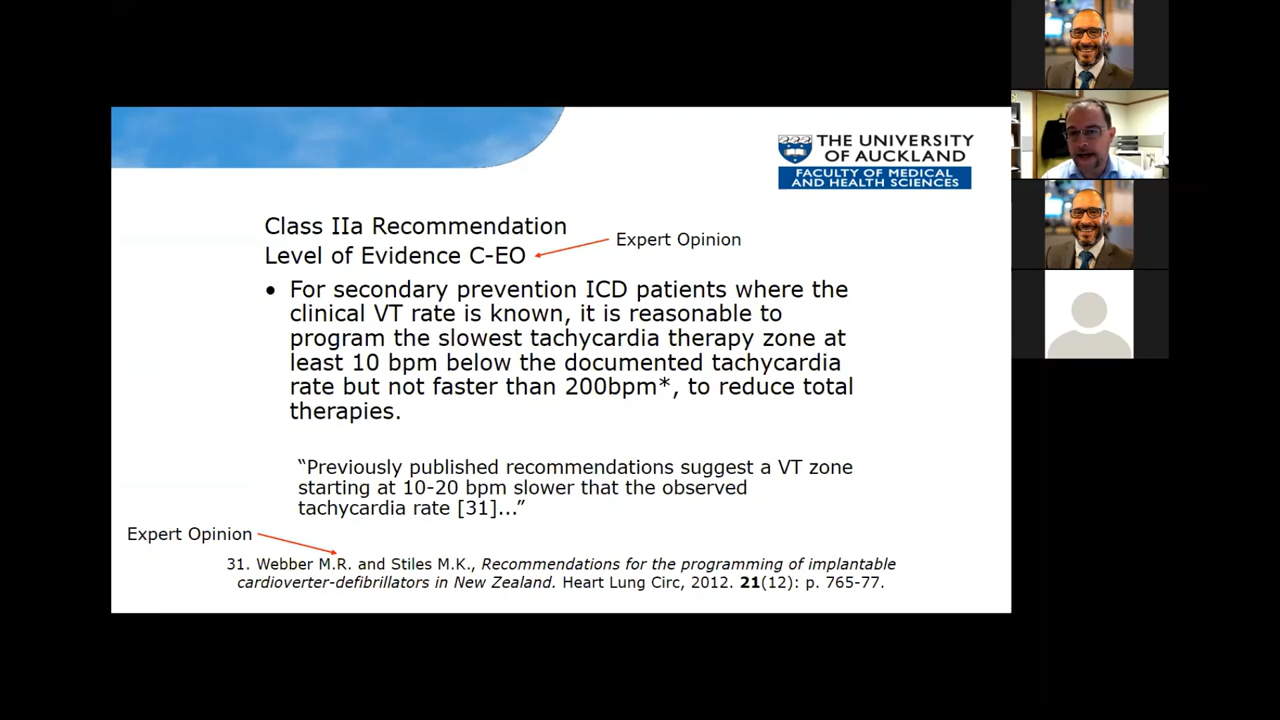 THE UNIVERSITY
OF AUCKLAND
FACULTY OF MEDICAL
AND HEALTH SCIENCES
Class IIa Recommendation
Level of Evidence C-EO
Expert Opinion
• For secondary prevention ICD patients where the
clinical VT rate is known, it is reasonable to
program the slowest tachycardia therapy zone at
least 10 bpm below the documented tachycardia
rate but not faster than 200bpm*, to reduce total
therapies.
“Previously published recommendations suggest a VT zone
starting at 10-20 bpm slower that the observed
tachycardia rate [31]...”
Expert Opinion
31. Webber M.R. and Stiles M.K., Recommendations for the programming of implantable
cardioverter-defibrillators in New Zealand. Heart Lung Circ, 2012. 21(12): p. 765-77.